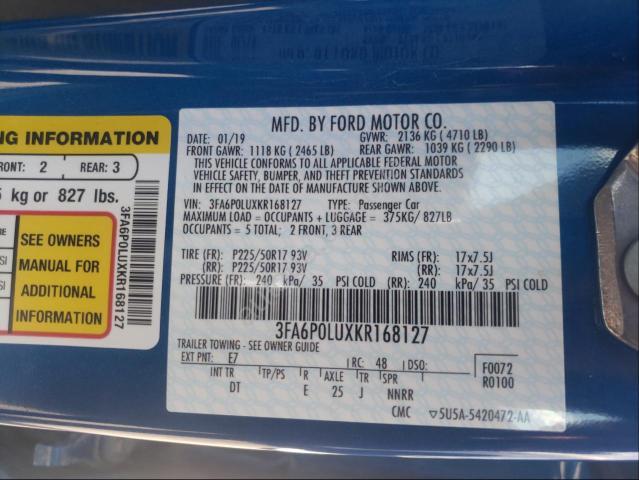 NG INFORMATION
FRONT: 2 REAR: 3
kg or 827 lbs.
SEE OWNERS
MANUAL FOR
ADDITIONAL
INFORMATION
3FA6P0LUXKR168127
MFD. BY FORD MOTOR CO.
DATE: 01/19 GVWR: 2136 KG ( 4710 LB)
FRONT GAWR: 1118 KG ( 2465 LB) REAR GAWR: 1039 KG ( 2290 LB)
THIS VEHICLE CONFORMS TO ALL APPLICABLE FEDERAL MOTOR
VEHICLE SAFETY, BUMPER, AND THEFT PREVENTION STANDARDS
IN EFFECT ON THE DATE OF MANUFACTURE SHOWN ABOVE.
VIN: 3FA6P0LUXKR168127 TYPE: Passenger Car
MAXIMUM LOAD = OCCUPANTS + LUGGAGE = 375KG/ 827LB
OCCUPANTS = 5 TOTAL; 2 FRONT, 3 REAR
TIRE (FR): P225/50R17 93V RIMS (FR): 17x7.5J
(RR): P225/50R17 93V (RR): 17x7.5J
PRESSURE (FR): 240 kPa/ 35 PSI COLD (RR) 240 kPa/ 35 PSI COLD
3FA6P0LUXKR168127
TRAILER TOWING - SEE OWNER GUIDE
EXT PNT: E7 RC: 48 DSO: F0072
INT TR TP/PS R AXLE TR SPR R0100
DT E 25 J NNRR
CMC ▽5U5A-5420472-AA